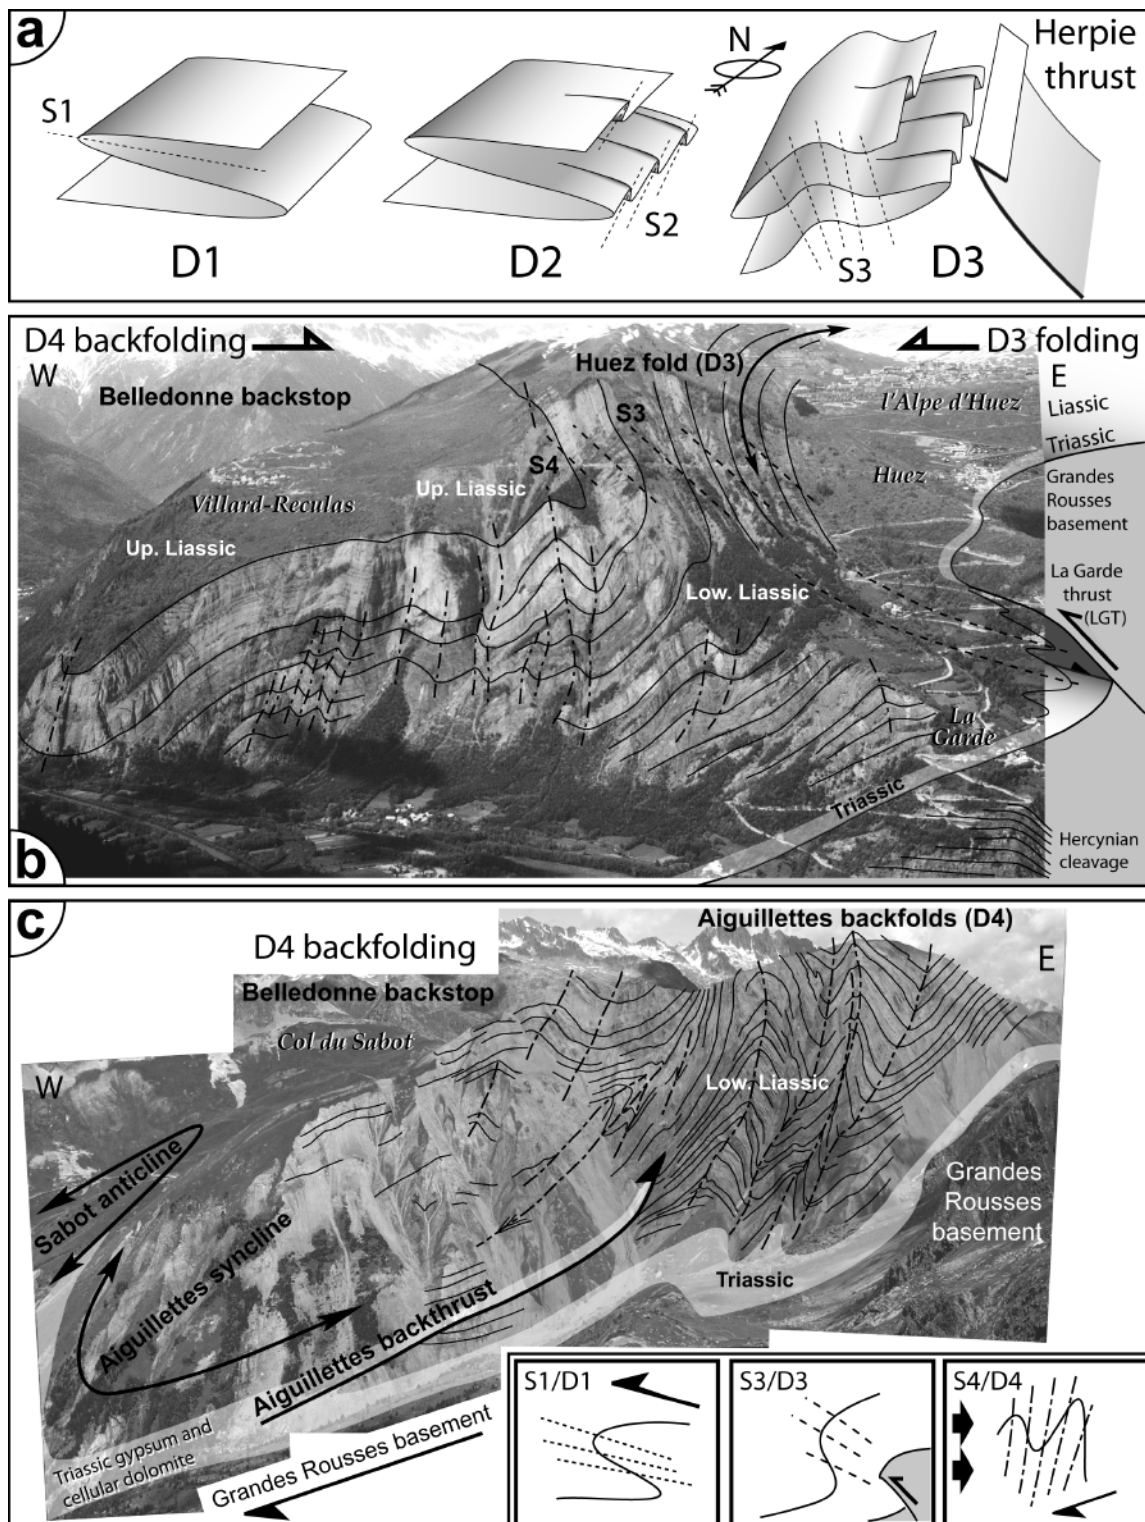 a
S1
D1
D2
S2
N
S3
D3
Herpie
thrust
b
D4 backfolding
W
Belledonne backstop
Huez fold (D3)
D3 folding
E
l'Alpe d'Huez
Liassic
Triassic
S3
S4
Huez
Grandes
Rousses
basement
Villard-Reculas
Up. Liassic
Up. Liassic
Low. Liassic
La Garde
thrust
(LGT)
La
Garde
Triassic
Hercynian
cleavage
c
D4 backfolding
Belledonne backstop
Col du Sabot
Aiguillettes backfolds (D4)
E
W
Low. Liassic
Sabot anticline
Aiguillettes syncline
Aiguillettes backthrust
Grandes
Rousses
basement
Triassic
Triassic gypsum and
cellular dolomite
Grandes Rousses basement
S1/D1
S3/D3
S4/D4